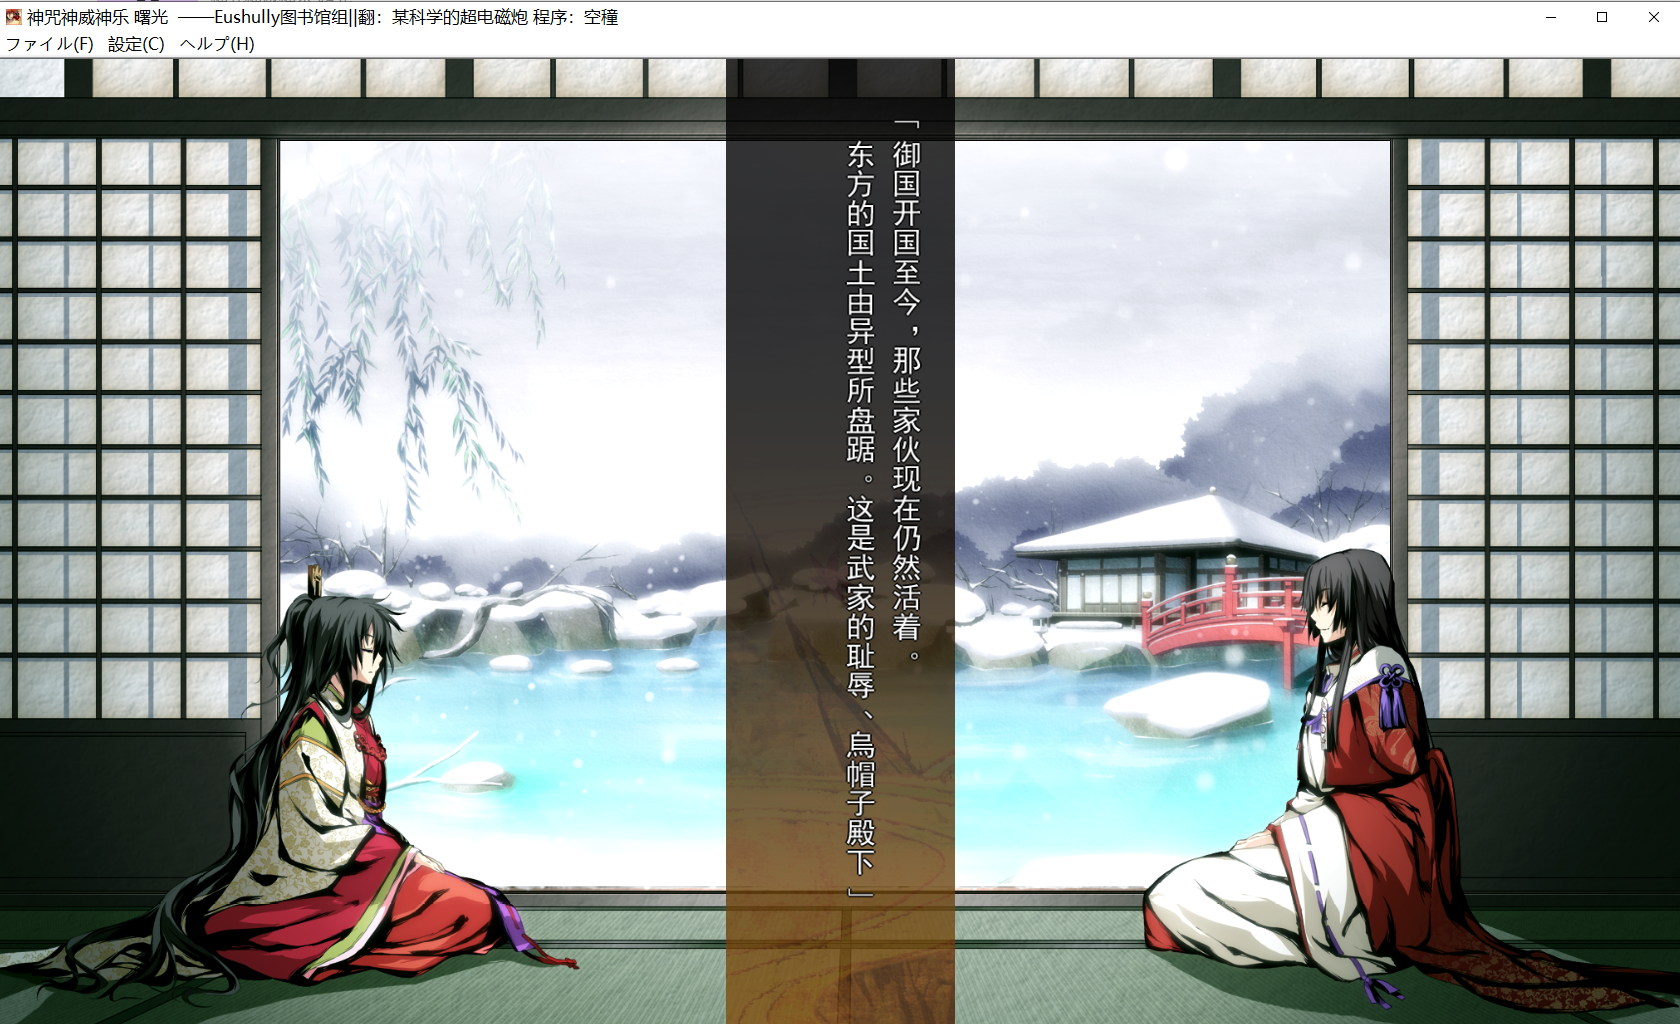 神咒神威神乐 曙光 ——Eushully图书馆组||翻：某科学的超电磁炮 程序：空穜
ファイル(F) 設定(C) ヘルプ(H)
「御国开国至今，那些家伙现在仍然活着。
东方的国土由异型所盘踞。这是武家的耻辱、烏帽子殿下」